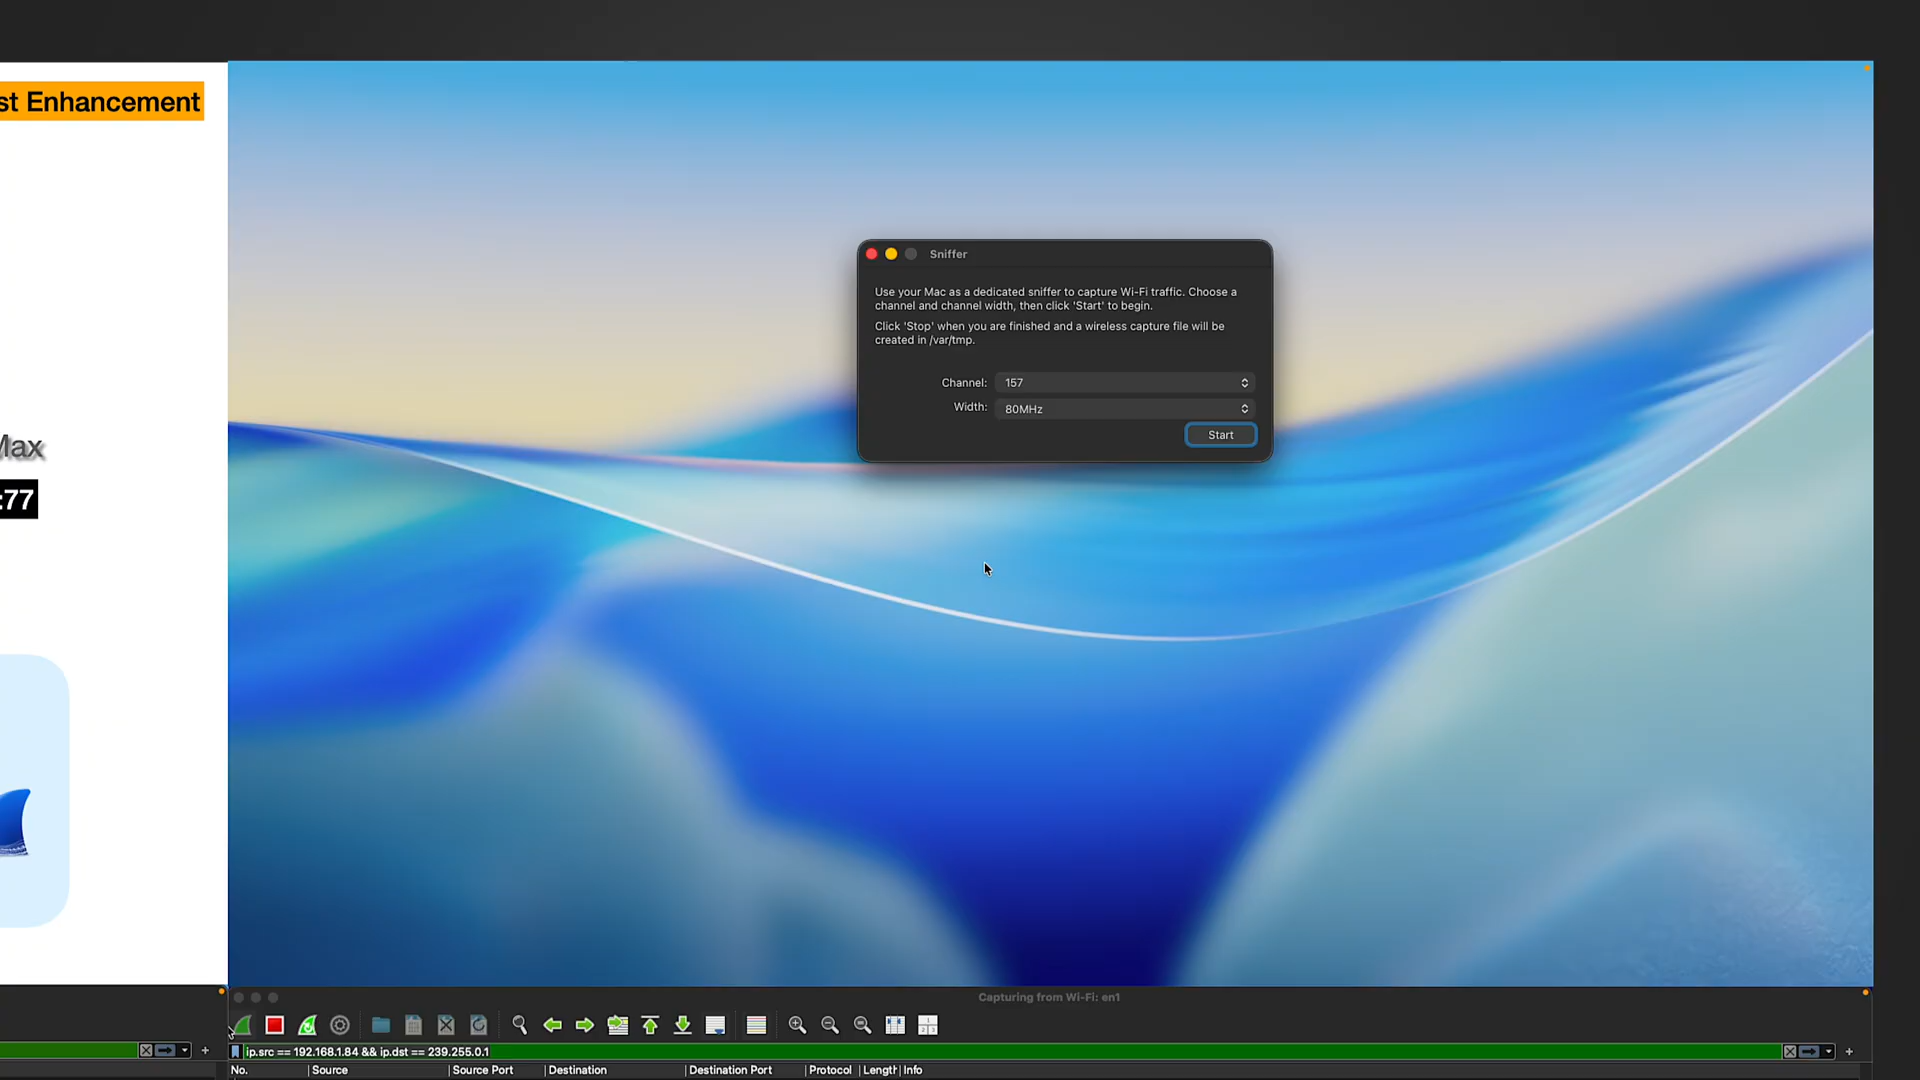 st Enhancement
Max
:77
Sniffer
Use your Mac as a dedicated sniffer to capture Wi-Fi traffic. Choose a
channel and channel width, then click 'Start' to begin.
Click 'Stop' when you are finished and a wireless capture file will be
created in /var/tmp.
Channel: 157
Width: 80MHz
Start
Capturing from Wi-Fi: en1
ip.src == 192.168.1.84 && ip.dst == 239.255.0.1
No. Source Source Port Destination Destination Port Protocol Length Info